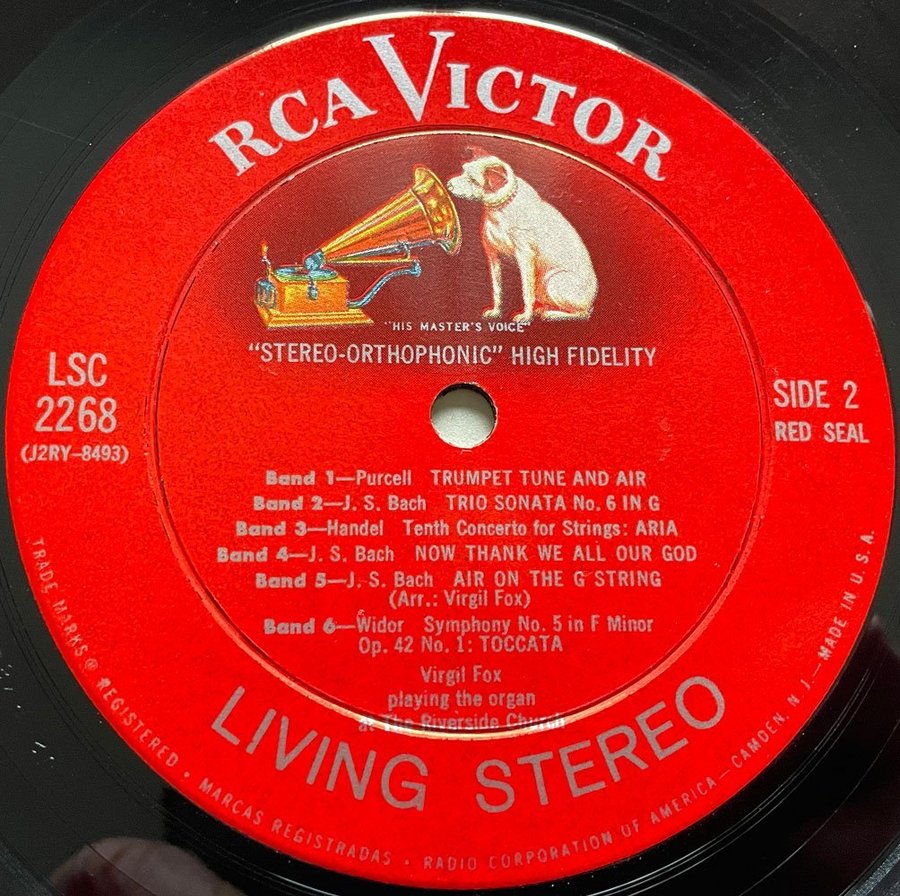 RCA VICTOR
"HIS MASTER'S VOICE"
"STEREO-ORTHOPHONIC" HIGH FIDELITY
LSC
2268
(J2RY-8493)
SIDE 2
RED SEAL
Band 1—Purcell TRUMPET TUNE AND AIR
Band 2—J. S. Bach TRIO SONATA No. 6 IN G
Band 3—Handel Tenth Concerto for Strings: ARIA
Band 4—J. S. Bach NOW THANK WE ALL OUR GOD
Band 5—J. S. Bach AIR ON THE G STRING
(Arr.: Virgil Fox)
Band 6—Widor Symphony No. 5 in F Minor
Op. 42 No. 1: TOCCATA
Virgil Fox
playing the organ
at The Riverside Church
LIVING STEREO
TRADE MARKS ® REGISTERED • MARCAS REGISTRADAS • RADIO CORPORATION OF AMERICA—CAMDEN, N. J.—MADE IN U.S.A.